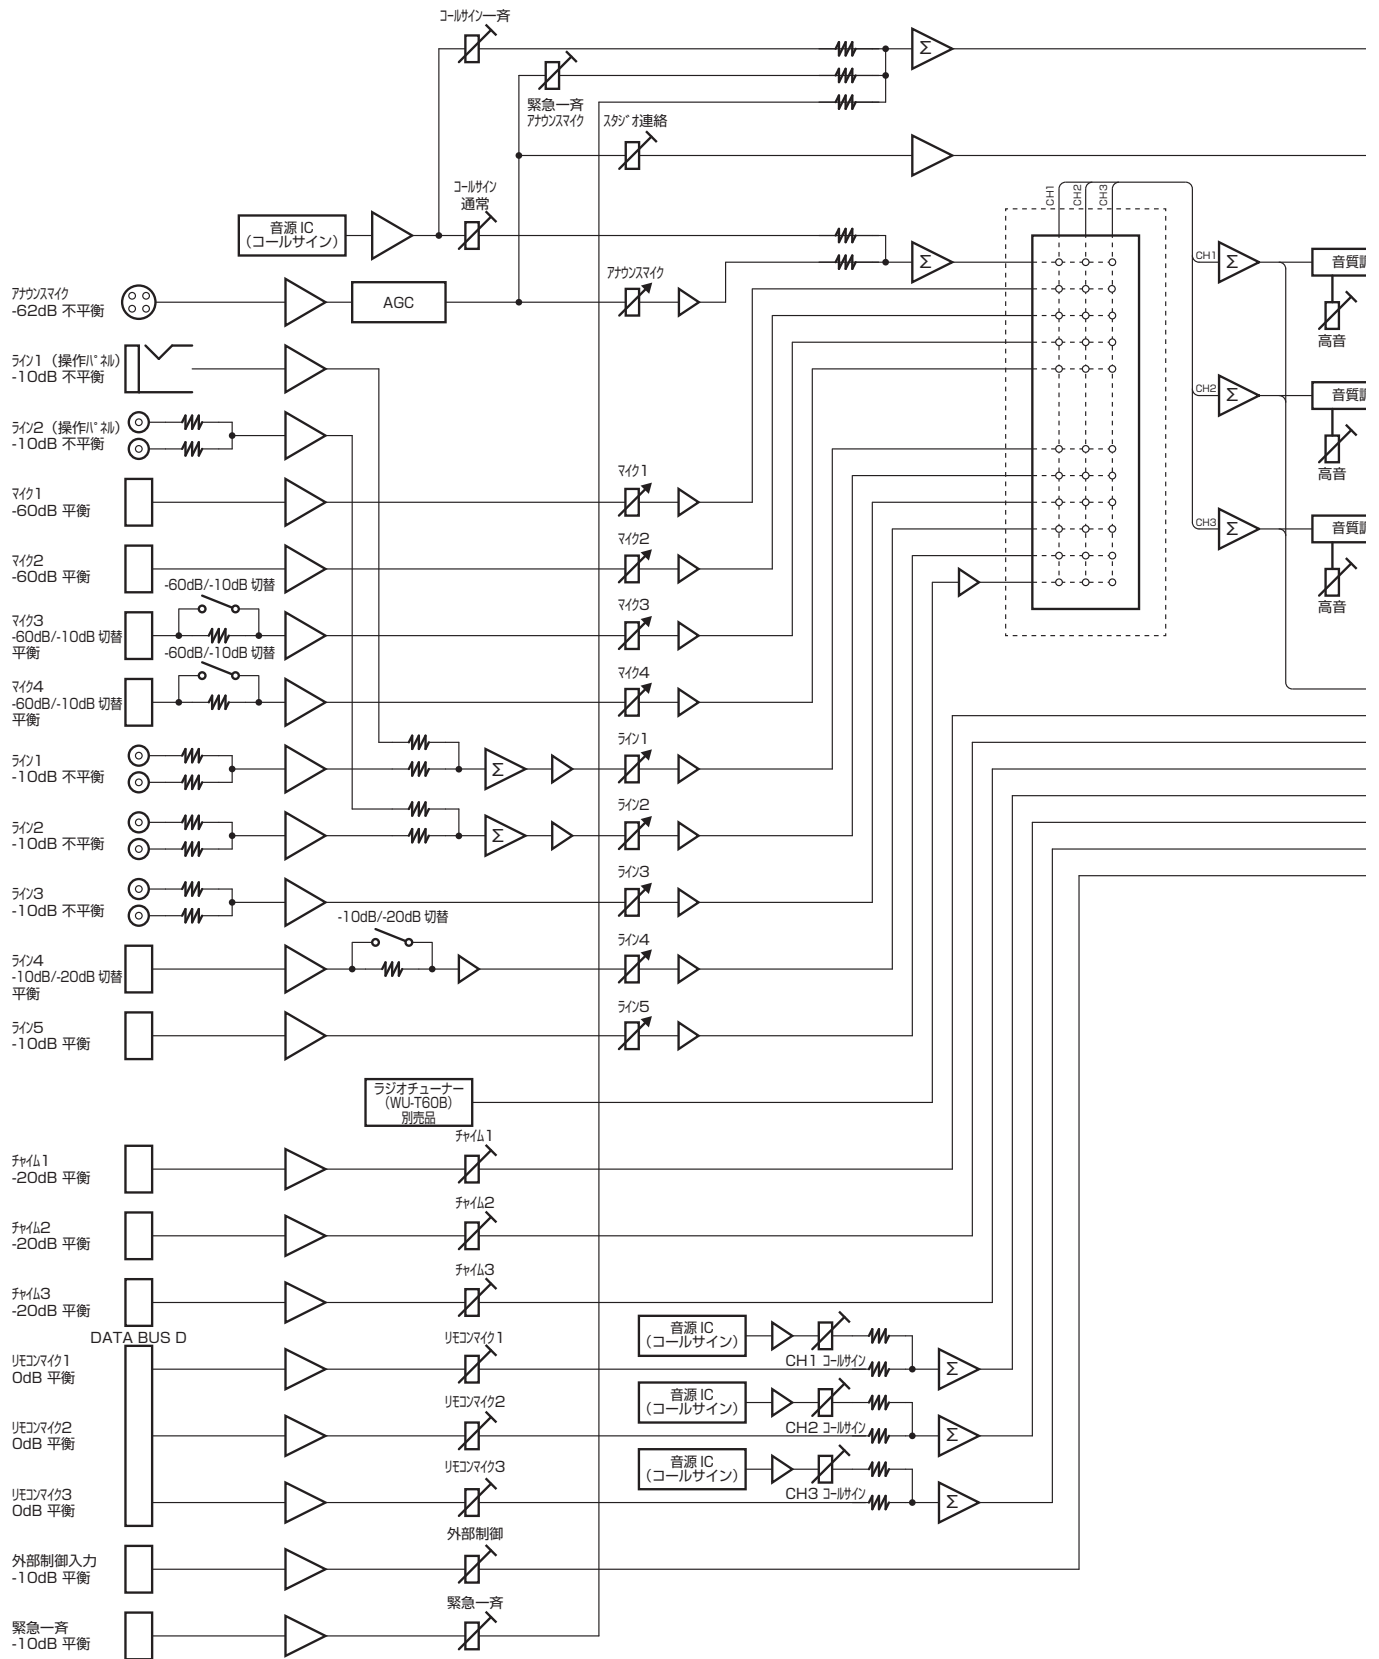 コールサイン一斉
緊急一斉
アナウンスマイク
スタジオ連絡
コールサイン
通常
音源 IC
(コールサイン)
アナウンスマイク
-62dB 不平衡
AGC
アナウンスマイク
Σ
Σ
CH1
CH2
CH3
CH1
Σ
音質調
高音
CH2
Σ
音質調
高音
CH3
Σ
音質調
高音
ライン1（操作パネル）
-10dB 不平衡
ライン2（操作パネル）
-10dB 不平衡
マイク1
-60dB 平衡
マイク1
マイク2
-60dB 平衡
マイク2
-60dB/-10dB 切替
マイク3
-60dB/-10dB 切替
平衡
マイク3
-60dB/-10dB 切替
マイク4
-60dB/-10dB 切替
平衡
マイク4
ライン1
-10dB 不平衡
Σ
ライン1
ライン2
-10dB 不平衡
Σ
ライン2
ライン3
-10dB 不平衡
ライン3
-10dB/-20dB 切替
ライン4
-10dB/-20dB 切替
平衡
ライン4
ライン5
-10dB 平衡
ライン5
ラジオチューナー
(WU-T60B)
別売品
チャイム1
-20dB 平衡
チャイム1
チャイム2
-20dB 平衡
チャイム2
チャイム3
-20dB 平衡
チャイム3
DATA BUS D
リモコンマイク1
0dB 平衡
リモコンマイク1
音源 IC
(コールサイン)
CH1 コールサイン
Σ
リモコンマイク2
0dB 平衡
リモコンマイク2
音源 IC
(コールサイン)
CH2 コールサイン
Σ
リモコンマイク3
0dB 平衡
リモコンマイク3
音源 IC
(コールサイン)
CH3 コールサイン
Σ
外部制御入力
-10dB 平衡
外部制御
緊急一斉
-10dB 平衡
緊急一斉